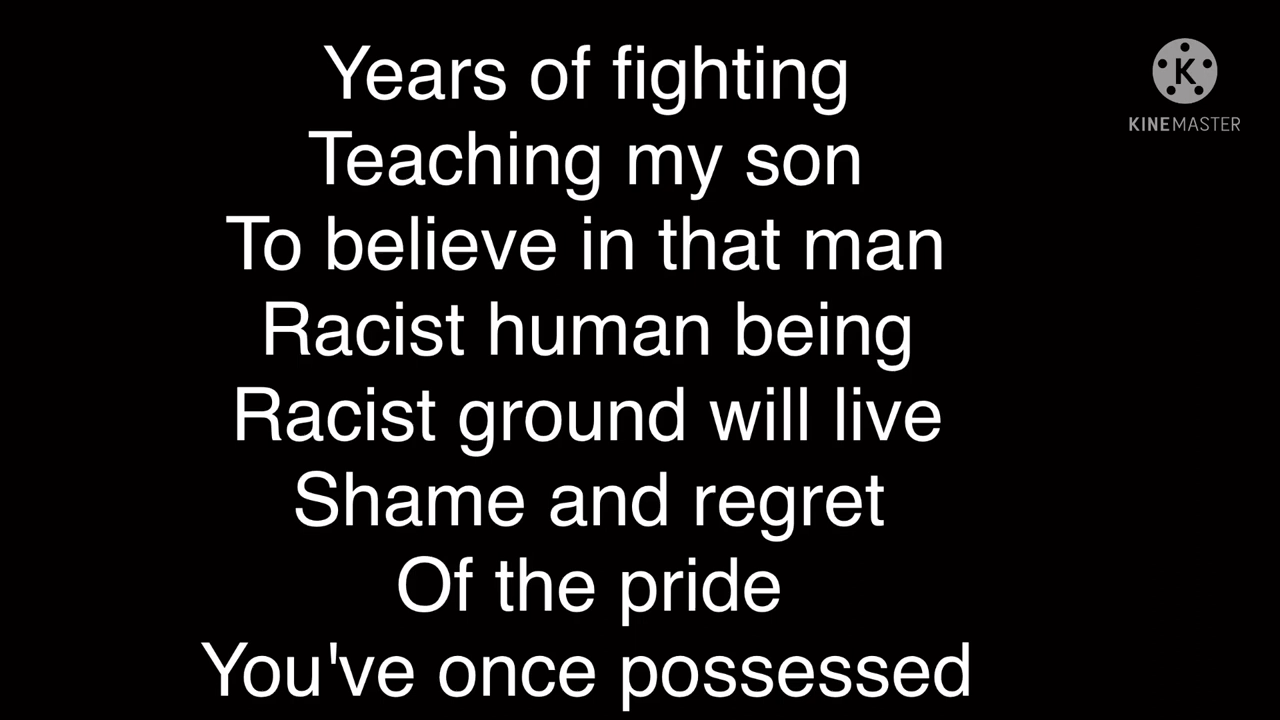 Years of fighting
Teaching my son
To believe in that man
Racist human being
Racist ground will live
Shame and regret
Of the pride
You've once possessed
K
KINEMASTER